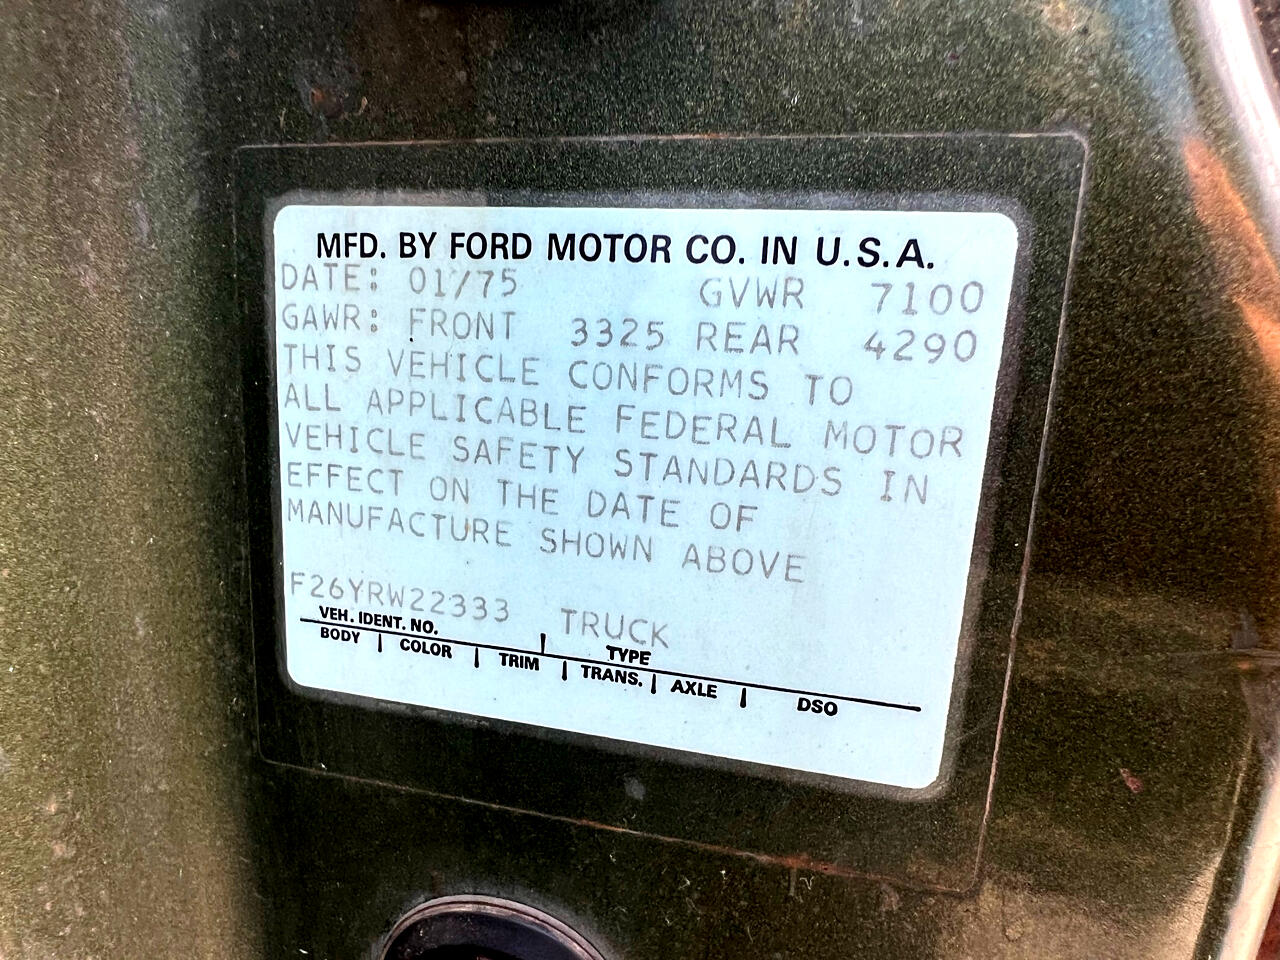 MFD. BY FORD MOTOR CO. IN U.S.A.
DATE: 01/75 GVWR 7100
GAWR: FRONT 3325 REAR 4290
THIS VEHICLE CONFORMS TO
ALL APPLICABLE FEDERAL MOTOR
VEHICLE SAFETY STANDARDS IN
EFFECT ON THE DATE OF
MANUFACTURE SHOWN ABOVE
F26YRW22333 TRUCK
VEH. IDENT. NO. TYPE
BODY COLOR TRIM TRANS. AXLE DSO